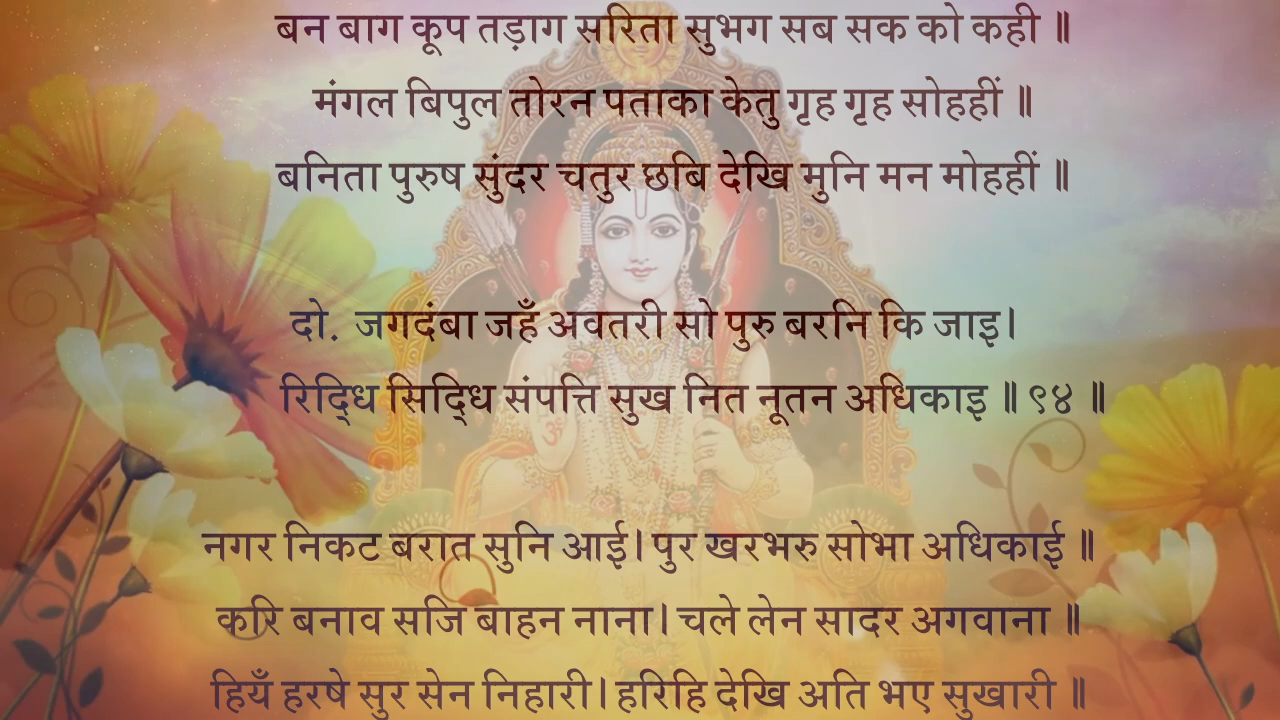 बन बाग कूप तड़ाग सरिता सुभग सब सक को कही ॥
मंगल बिपुल तोरन पताका केतु गृह गृह सोहहीं ॥
बनिता पुरुष सुंदर चतुर छबि देखि मुनि मन मोहहीं ॥
दो. जगदंबा जहँ अवतरी सो पुरु बरनि कि जाइ।
रिद्धि सिद्धि संपत्ति सुख नित नूतन अधिकाइ ॥ ९४ ॥
नगर निकट बरात सुनि आई। पुर खरभरु सोभा अधिकाई ॥
करि बनाव सजि बाहन नाना। चले लेन सादर अगवाना ॥
हियँ हरषे सुर सेन निहारी। हरिहि देखि अति भए सुखारी ॥